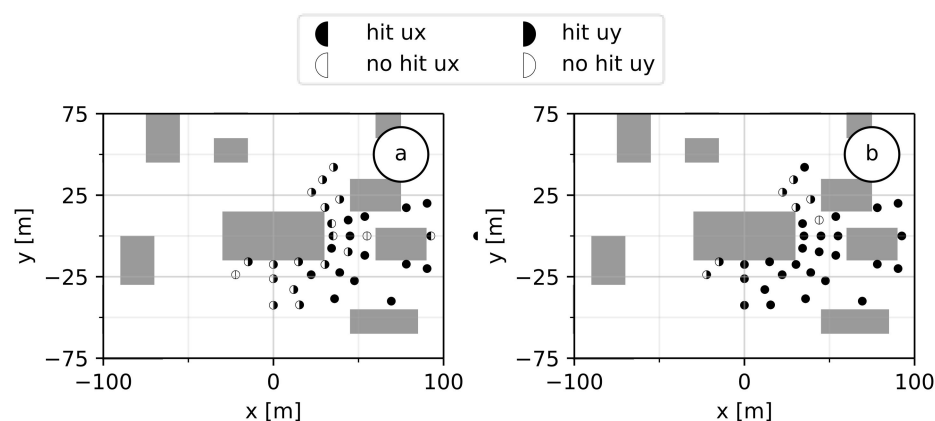 hit ux hit uy
no hit ux no hit uy
75 75
a b
25 25
y [m] y [m]
−25 −25
−75 −75
−100 0 100 −100 0 100
x [m] x [m]